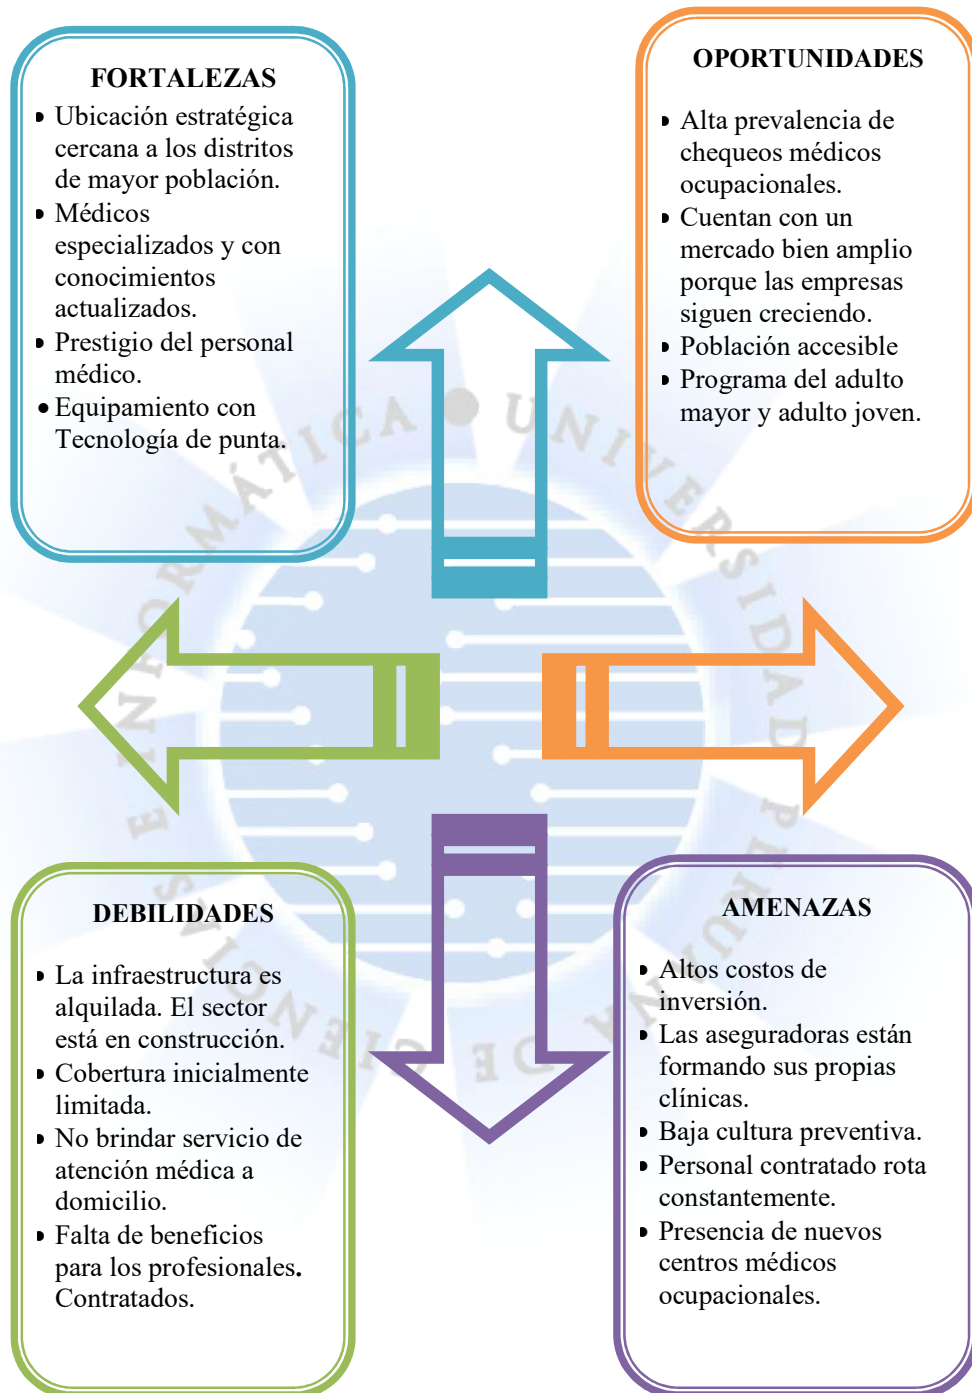 FORTALEZAS
• Ubicación estratégica
cercana a los distritos
de mayor población.
• Médicos
especializados y con
conocimientos
actualizados.
• Prestigio del personal
médico.
• Equipamiento con
Tecnología de punta.
OPORTUNIDADES
• Alta prevalencia de
chequeos médicos
ocupacionales.
• Cuentan con un
mercado bien amplio
porque las empresas
siguen creciendo.
• Población accesible
• Programa del adulto
mayor y adulto joven.
DEBILIDADES
• La infraestructura es
alquilada. El sector
está en construcción.
• Cobertura inicialmente
limitada.
• No brindar servicio de
atención médica a
domicilio.
• Falta de beneficios
para los profesionales.
Contratados.
AMENAZAS
• Altos costos de
inversión.
• Las aseguradoras están
formando sus propias
clínicas.
• Baja cultura preventiva.
• Personal contratado rota
constantemente.
• Presencia de nuevos
centros médicos
ocupacionales.
UNIVERSIDAD PERUANA DE CIENCIAS E INFORMÁTICA